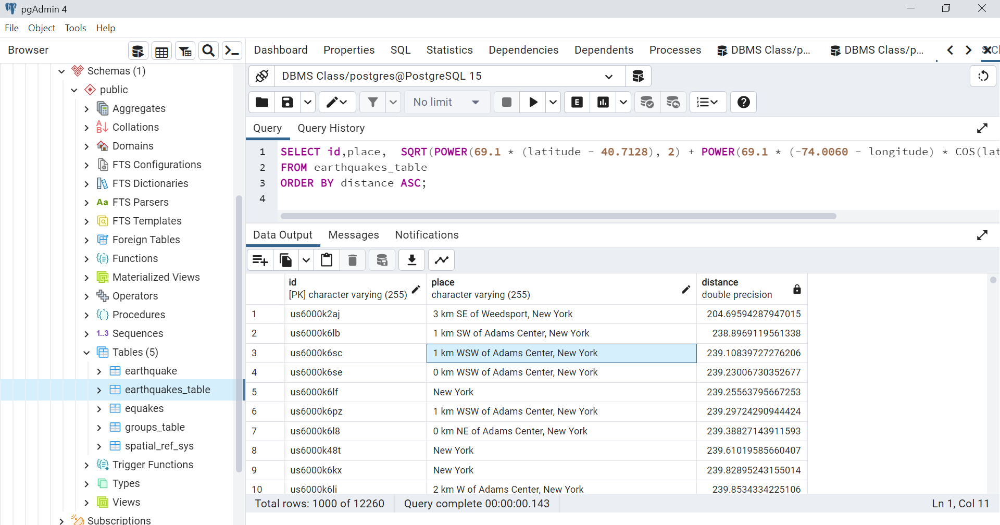 pgAdmin 4
File Object Tools Help
Browser
Dashboard Properties SQL Statistics Dependencies Dependents Processes DBMS Class/p... DBMS Class/p...
Schemas (1)
public
Aggregates
Collations
Domains
FTS Configurations
FTS Dictionaries
Aa FTS Parsers
FTS Templates
Foreign Tables
Functions
Materialized Views
Operators
Procedures
1..3 Sequences
Tables (5)
earthquake
earthquakes_table
equakes
groups_table
spatial_ref_sys
Trigger Functions
Types
Views
Subscriptions
DBMS Class/postgres@PostgreSQL 15
No limit
E
Query Query History
1 SELECT id,place, SQRT(POWER(69.1 * (latitude - 40.7128), 2) + POWER(69.1 * (-74.0060 - longitude) * COS(lat
2 FROM earthquakes_table
3 ORDER BY distance ASC;
4
Data Output Messages Notifications
id place distance
[PK] character varying (255) character varying (255) double precision
1 us6000k2aj 3 km SE of Weedsport, New York 204.69594287947015
2 us6000k6lb 1 km SW of Adams Center, New York 238.8969119561338
3 us6000k6sc 1 km WSW of Adams Center, New York 239.10839727276206
4 us6000k6se 0 km WSW of Adams Center, New York 239.23006730352677
5 us6000k6lf New York 239.25563795667253
6 us6000k6pz 1 km WSW of Adams Center, New York 239.29724290944424
7 us6000k6l8 0 km NE of Adams Center, New York 239.38827143911593
8 us6000k48t New York 239.61019585660407
9 us6000k6kx New York 239.82895243155014
10 us6000k6li 2 km W of Adams Center, New York 239.8534334225106
Total rows: 1000 of 12260 Query complete 00:00:00.143 Ln 1, Col 11